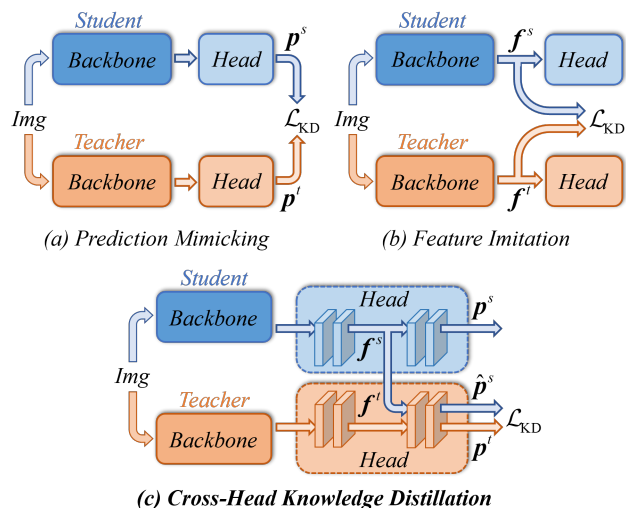 Student
Backbone
Head
p^s
Img
L_KD
Teacher
Backbone
Head
p^t
(a) Prediction Mimicking
Student
Backbone
f^s
Head
Img
L_KD
Teacher
Backbone
f^t
Head
(b) Feature Imitation
Student
Backbone
Head
f^s
p^s
Img
Teacher
Backbone
f^t
Head
p̂^s
L_KD
p^t
(c) Cross-Head Knowledge Distillation